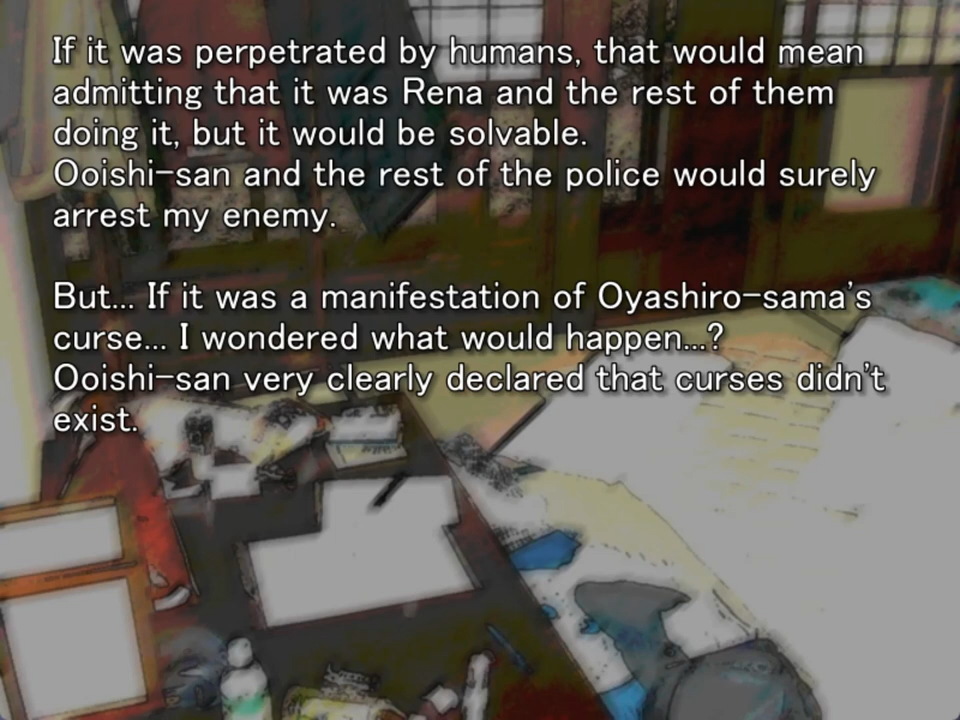 If it was perpetrated by humans, that would mean
admitting that it was Rena and the rest of them
doing it, but it would be solvable.
Ooishi-san and the rest of the police would surely
arrest my enemy.
But... If it was a manifestation of Oyashiro-sama's
curse... I wondered what would happen...?
Ooishi-san very clearly declared that curses didn't
exist.